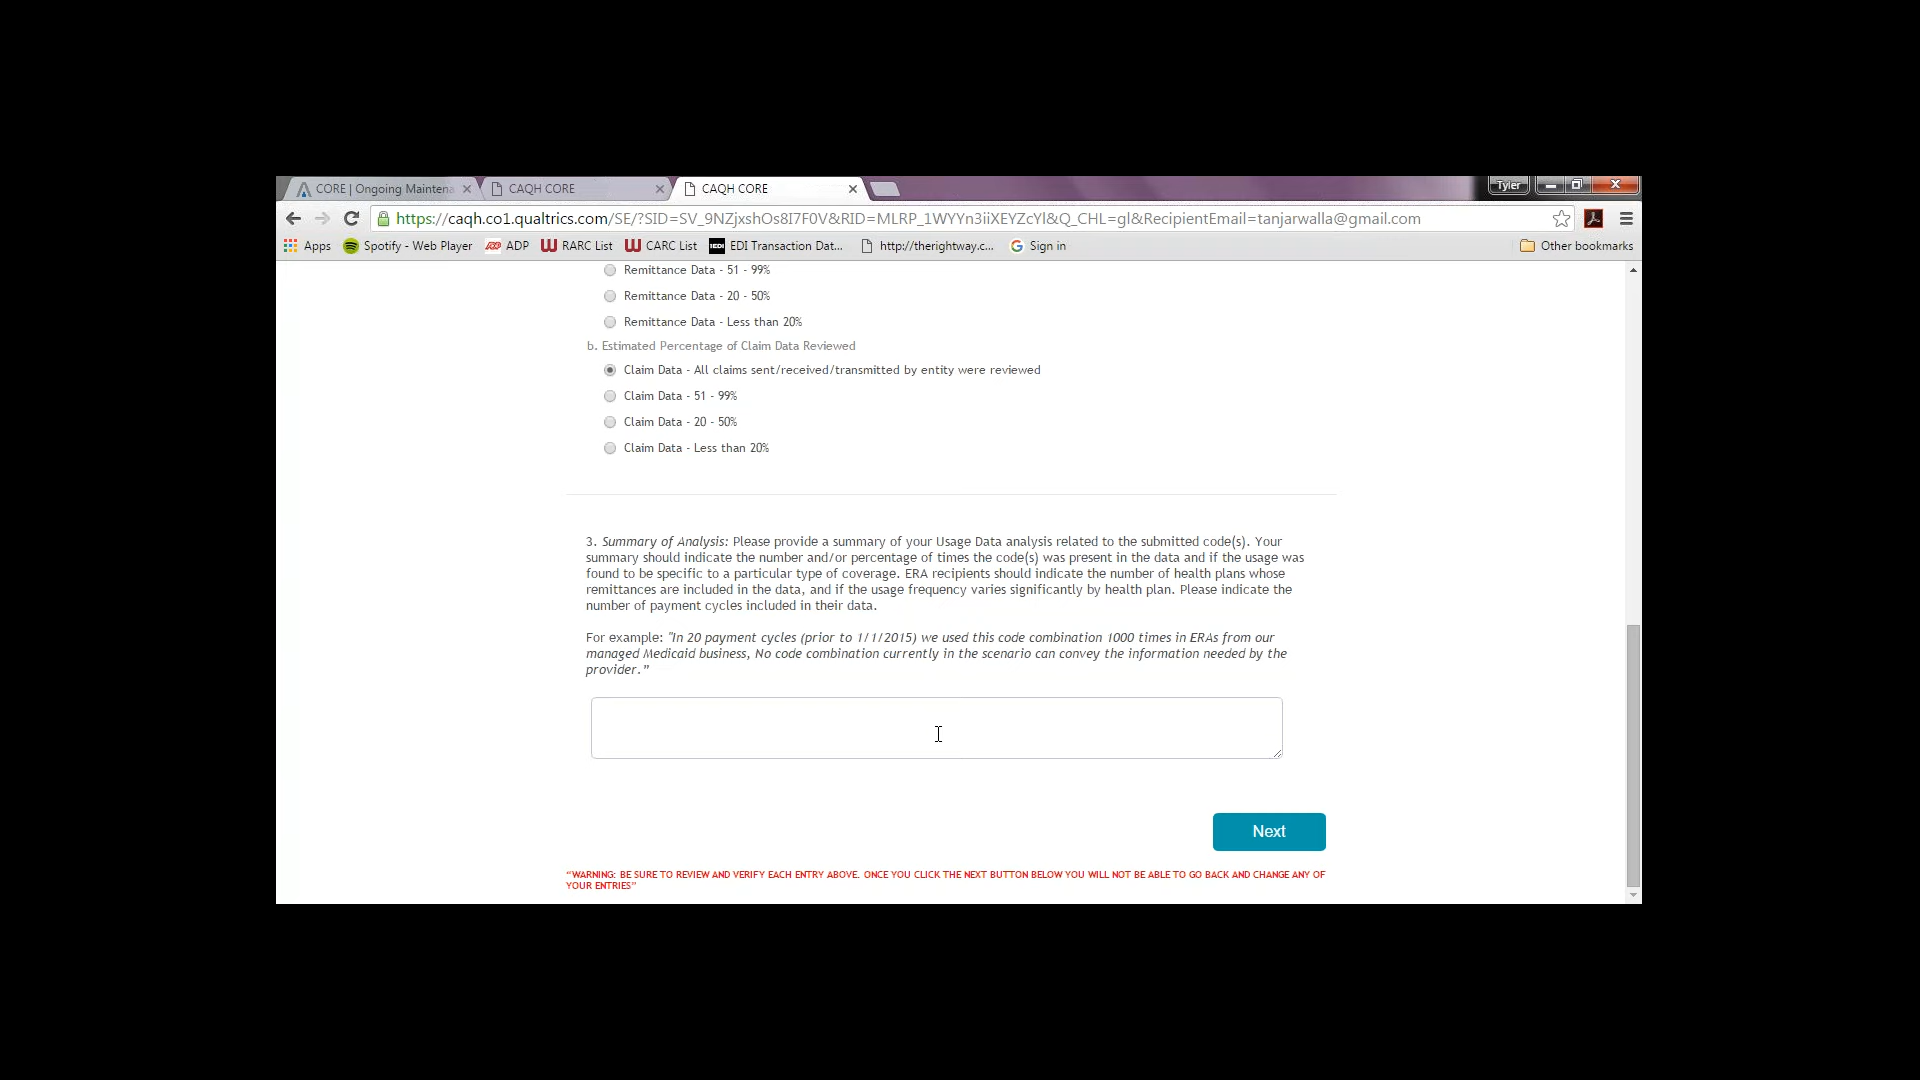 CORE | Ongoing Maintena
CAQH CORE
CAQH CORE
Tyler
https://caqh.co1.qualtrics.com/SE/?SID=SV_9NZjxshOs8I7F0V&RID=MLRP_1WYYn3iiXEYZcYl&Q_CHL=gl&RecipientEmail=tanjarwalla@gmail.com
Apps
Spotify - Web Player
ADP
RARC List
CARC List
EDI Transaction Dat...
http://therightway.c...
Sign in
Other bookmarks
Remittance Data - 51 - 99%
Remittance Data - 20 - 50%
Remittance Data - Less than 20%
b. Estimated Percentage of Claim Data Reviewed
Claim Data - All claims sent/received/transmitted by entity were reviewed
Claim Data - 51 - 99%
Claim Data - 20 - 50%
Claim Data - Less than 20%
3. Summary of Analysis: Please provide a summary of your Usage Data analysis related to the submitted code(s). Your
summary should indicate the number and/or percentage of times the code(s) was present in the data and if the usage was
found to be specific to a particular type of coverage. ERA recipients should indicate the number of health plans whose
remittances are included in the data, and if the usage frequency varies significantly by health plan. Please indicate the
number of payment cycles included in their data.
For example: "In 20 payment cycles (prior to 1/1/2015) we used this code combination 1000 times in ERAs from our
managed Medicaid business, No code combination currently in the scenario can convey the information needed by the
provider.”
Next
“WARNING: BE SURE TO REVIEW AND VERIFY EACH ENTRY ABOVE. ONCE YOU CLICK THE NEXT BUTTON BELOW YOU WILL NOT BE ABLE TO GO BACK AND CHANGE ANY OF
YOUR ENTRIES”